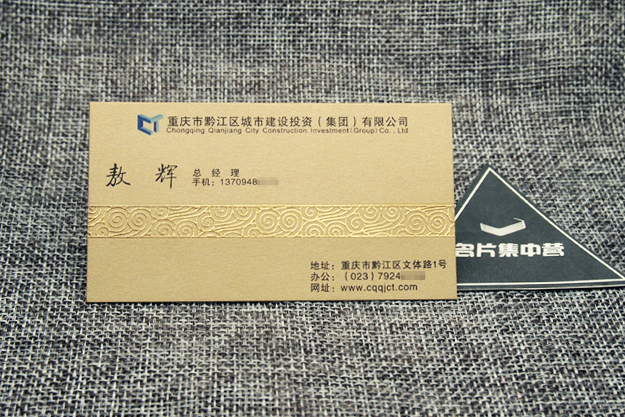 重庆市黔江区城市建设投资（集团）有限公司
Chongqing Qianjiang City Construction Investment(Group)Co.,Ltd
敖 辉 总 经 理
手机：1370948
地址：重庆市黔江区文体路1号
办公：（023）7924
网址：www.cqqjct.com
名片集中营